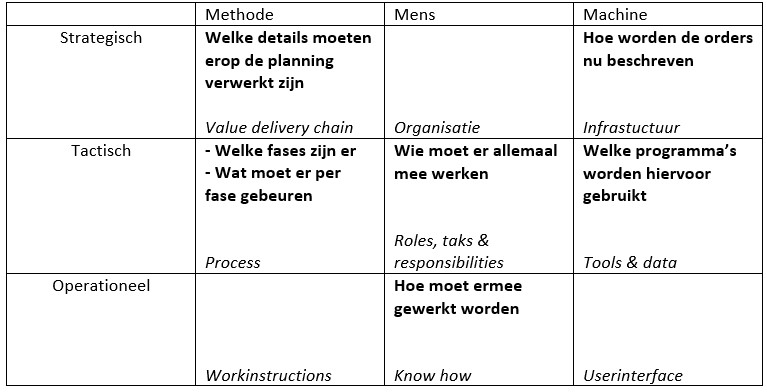 Methode Mens Machine
Strategisch
Welke details moeten
erop de planning
verwerkt zijn
Value delivery chain
Organisatie
Hoe worden de orders
nu beschreven
Infrastuctuur
Tactisch
- Welke fases zijn er
- Wat moet er per
fase gebeuren
Process
Wie moet er allemaal
mee werken
Roles, taks &
responsibilities
Welke programma’s
worden hiervoor
gebruikt
Tools & data
Operationeel
Workinstructions
Hoe moet ermee
gewerkt worden
Know how
Userinterface